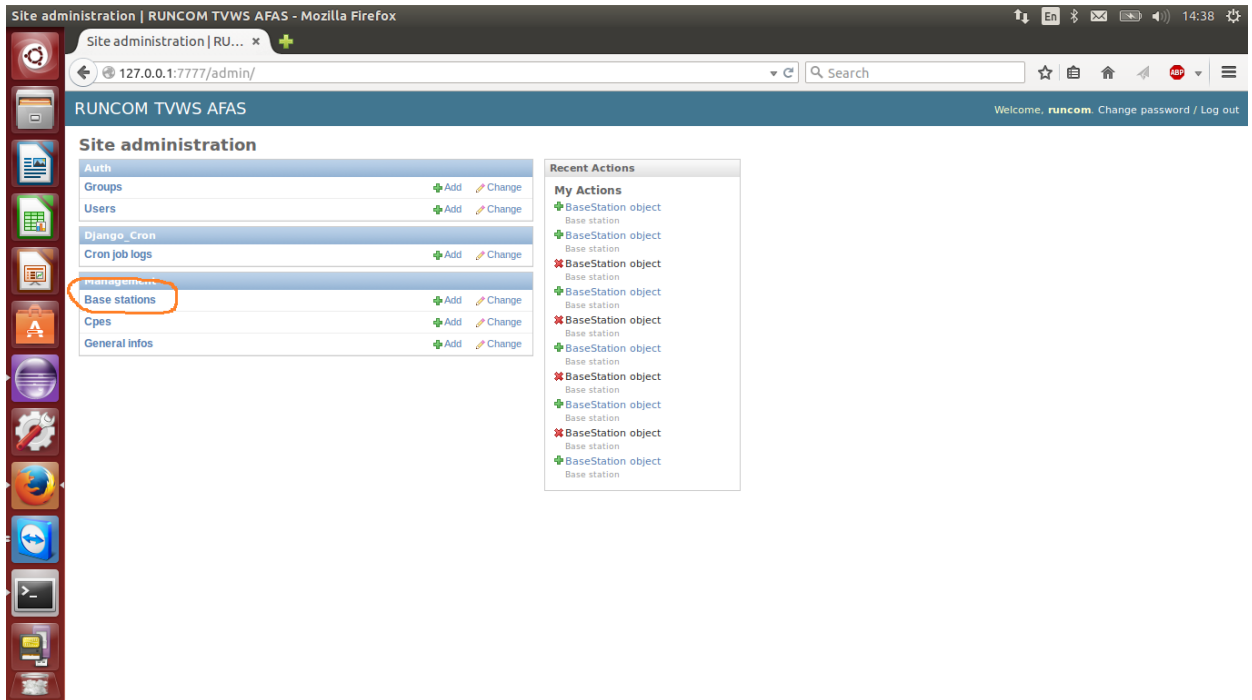 Site administration | RUNCOM TVWS AFAS - Mozilla Firefox
En
14:38
Site administration | RU...
127.0.0.1:7777/admin/
Search
ABP
RUNCOM TVWS AFAS
Welcome, runcom. Change password / Log out
Site administration
Auth
Groups Add Change
Users Add Change
Django_Cron
Cron job logs Add Change
Management
Base stations Add Change
Cpes Add Change
General infos Add Change
Recent Actions
My Actions
BaseStation object
Base station
BaseStation object
Base station
BaseStation object
Base station
BaseStation object
Base station
BaseStation object
Base station
BaseStation object
Base station
BaseStation object
Base station
BaseStation object
Base station
BaseStation object
Base station
BaseStation object
Base station